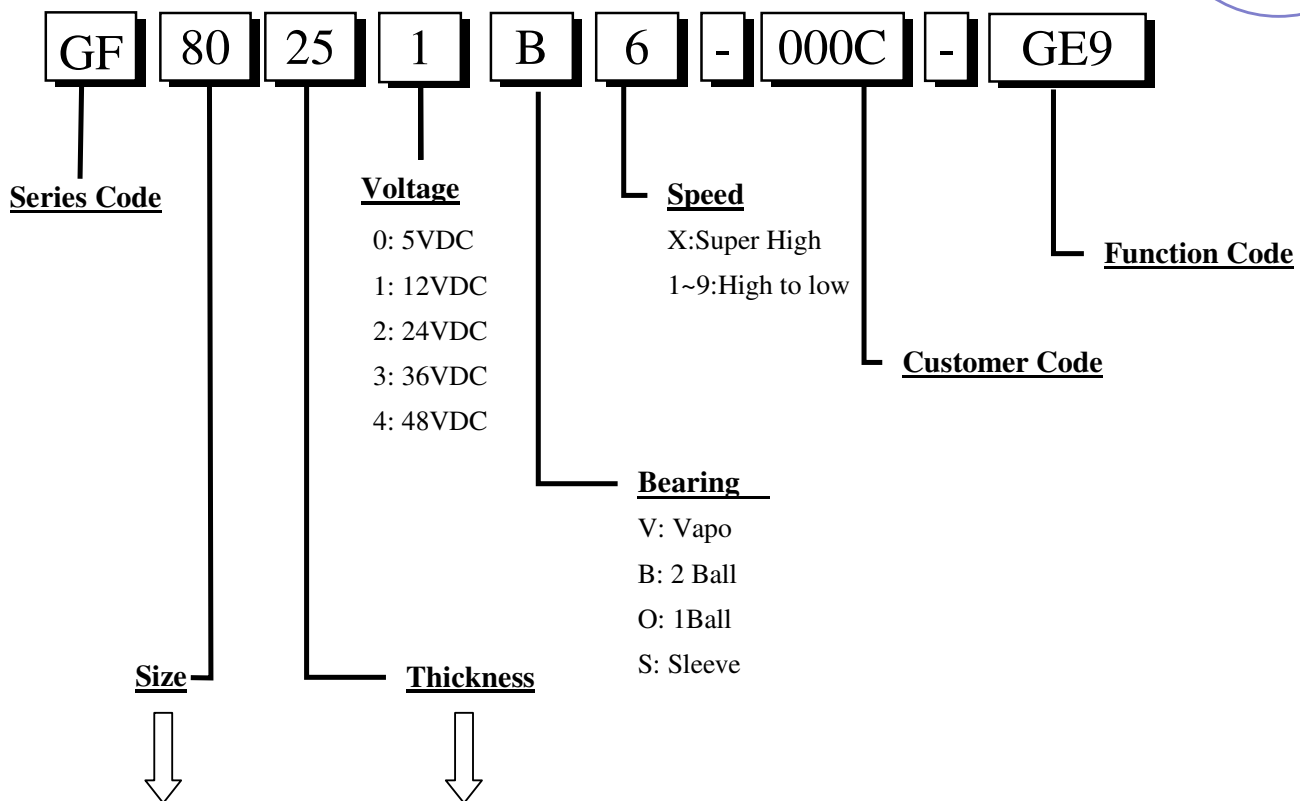 GF 80 25 1 B 6 - 000C - GE9
Series Code
Voltage
0: 5VDC
1: 12VDC
2: 24VDC
3: 36VDC
4: 48VDC
Speed
X:Super High
1~9:High to low
Function Code
Customer Code
Bearing
V: Vapo
B: 2 Ball
O: 1Ball
S: Sleeve
Size
Thickness